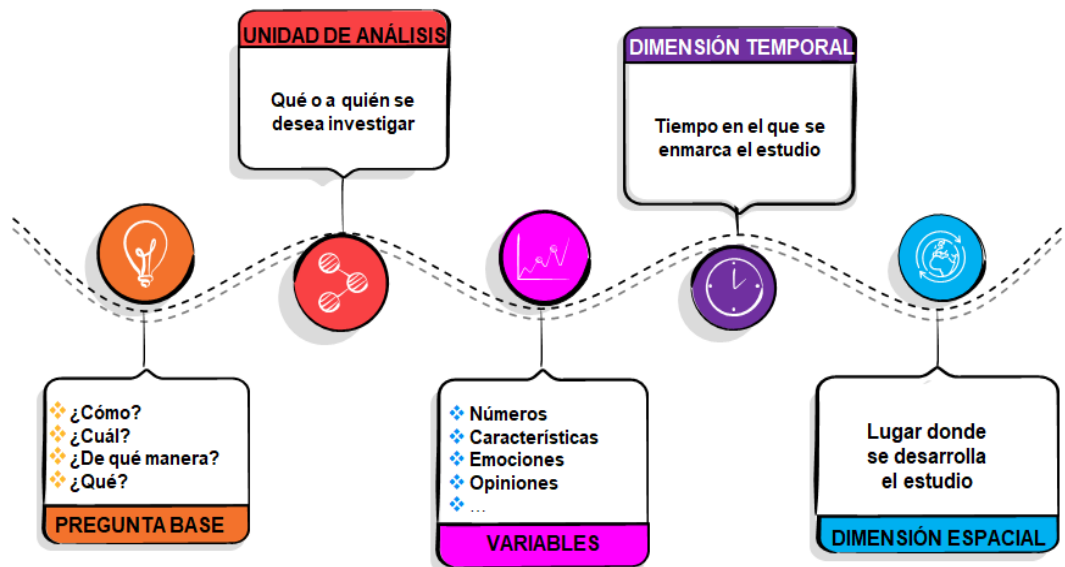 UNIDAD DE ANÁLISIS
Qué o a quién se
desea investigar
DIMENSIÓN TEMPORAL
Tiempo en el que se
enmarca el estudio
¿Cómo?
¿Cuál?
¿De qué manera?
¿Qué?
PREGUNTA BASE
Números
Características
Emociones
Opiniones
...
VARIABLES
Lugar donde
se desarrolla
el estudio
DIMENSIÓN ESPACIAL